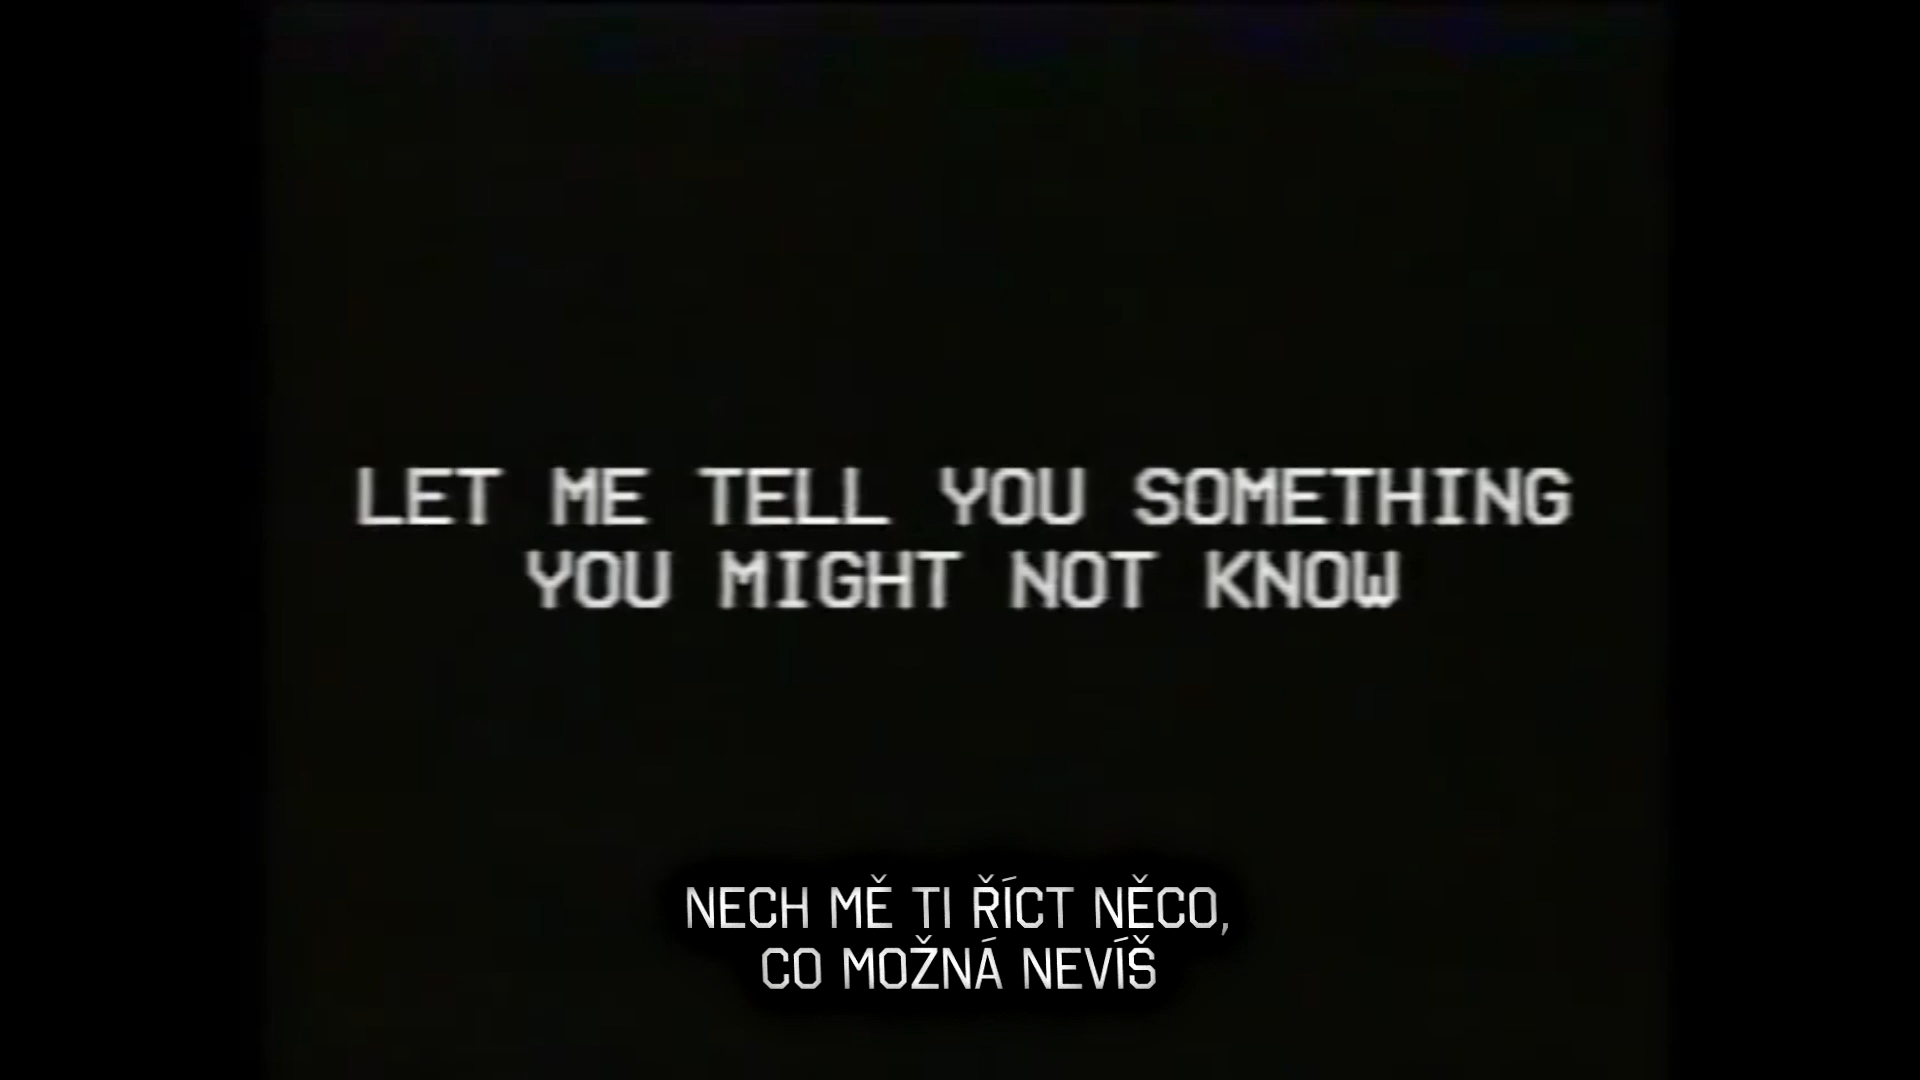 LET ME TELL YOU SOMETHING
YOU MIGHT NOT KNOW
NECH MĚ TI ŘÍCT NĚCO,
CO MOŽNÁ NEVÍŠ